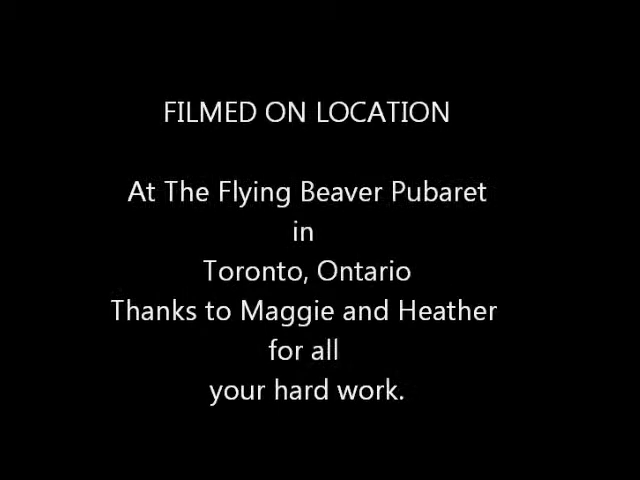 FILMED ON LOCATION
At The Flying Beaver Pubaret
in
Toronto, Ontario
Thanks to Maggie and Heather
for all
your hard work.